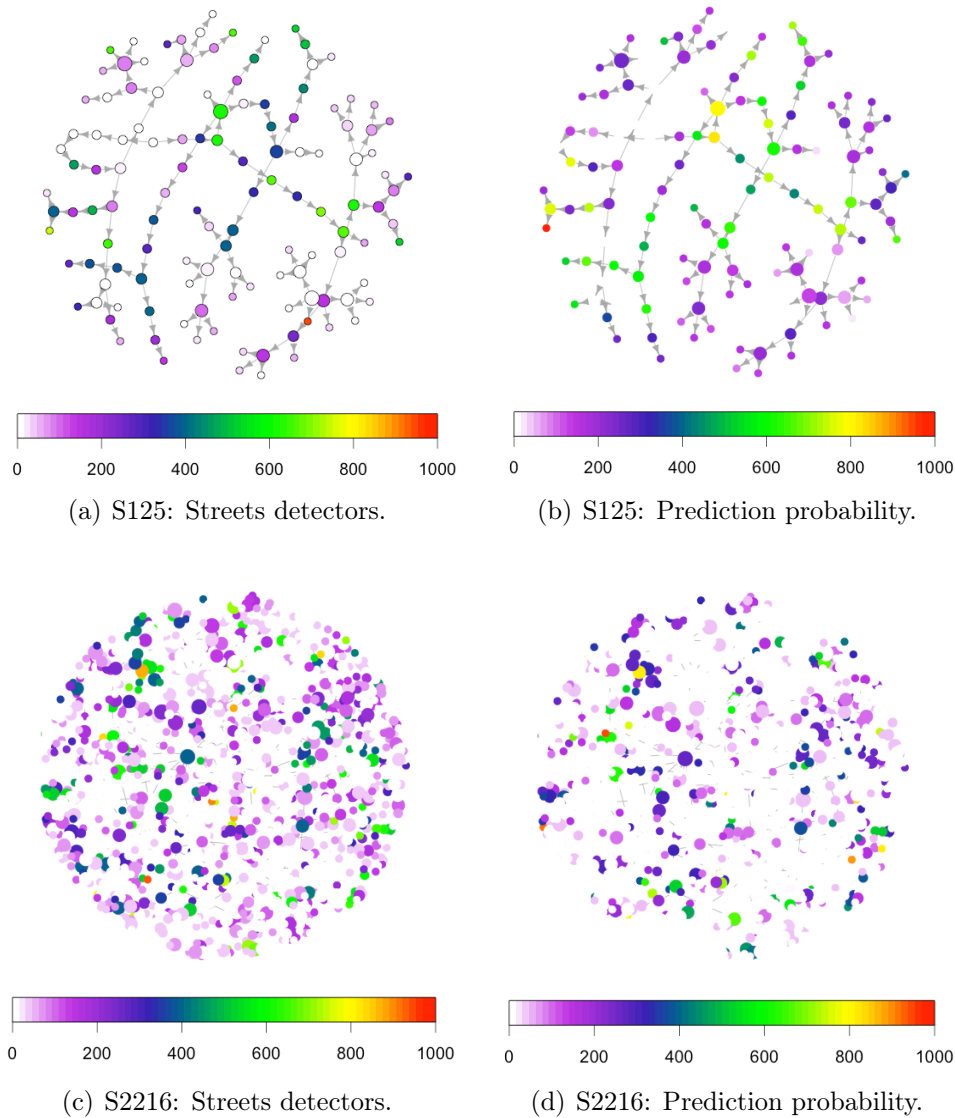 0 200 400 600 800 1000
0 200 400 600 800 1000
(a) S125: Streets detectors.
(b) S125: Prediction probability.
0 200 400 600 800 1000
0 200 400 600 800 1000
(c) S2216: Streets detectors.
(d) S2216: Prediction probability.